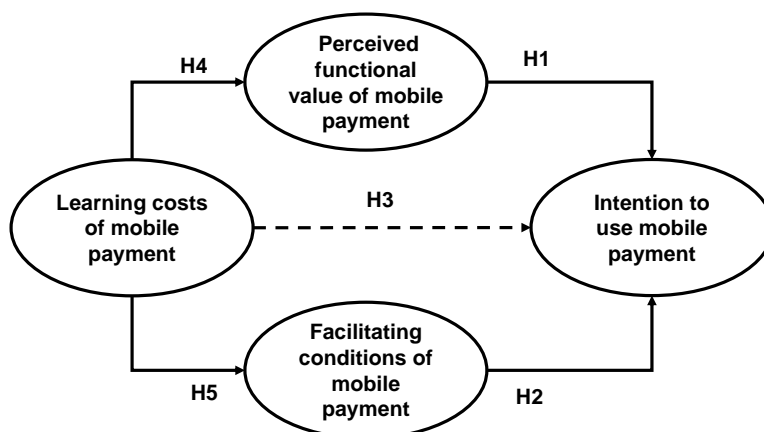 Perceived
functional
value of mobile
payment
H4
H1
Learning costs
of mobile
payment
H3
Intention to
use mobile
payment
Facilitating
conditions of
mobile
payment
H5
H2